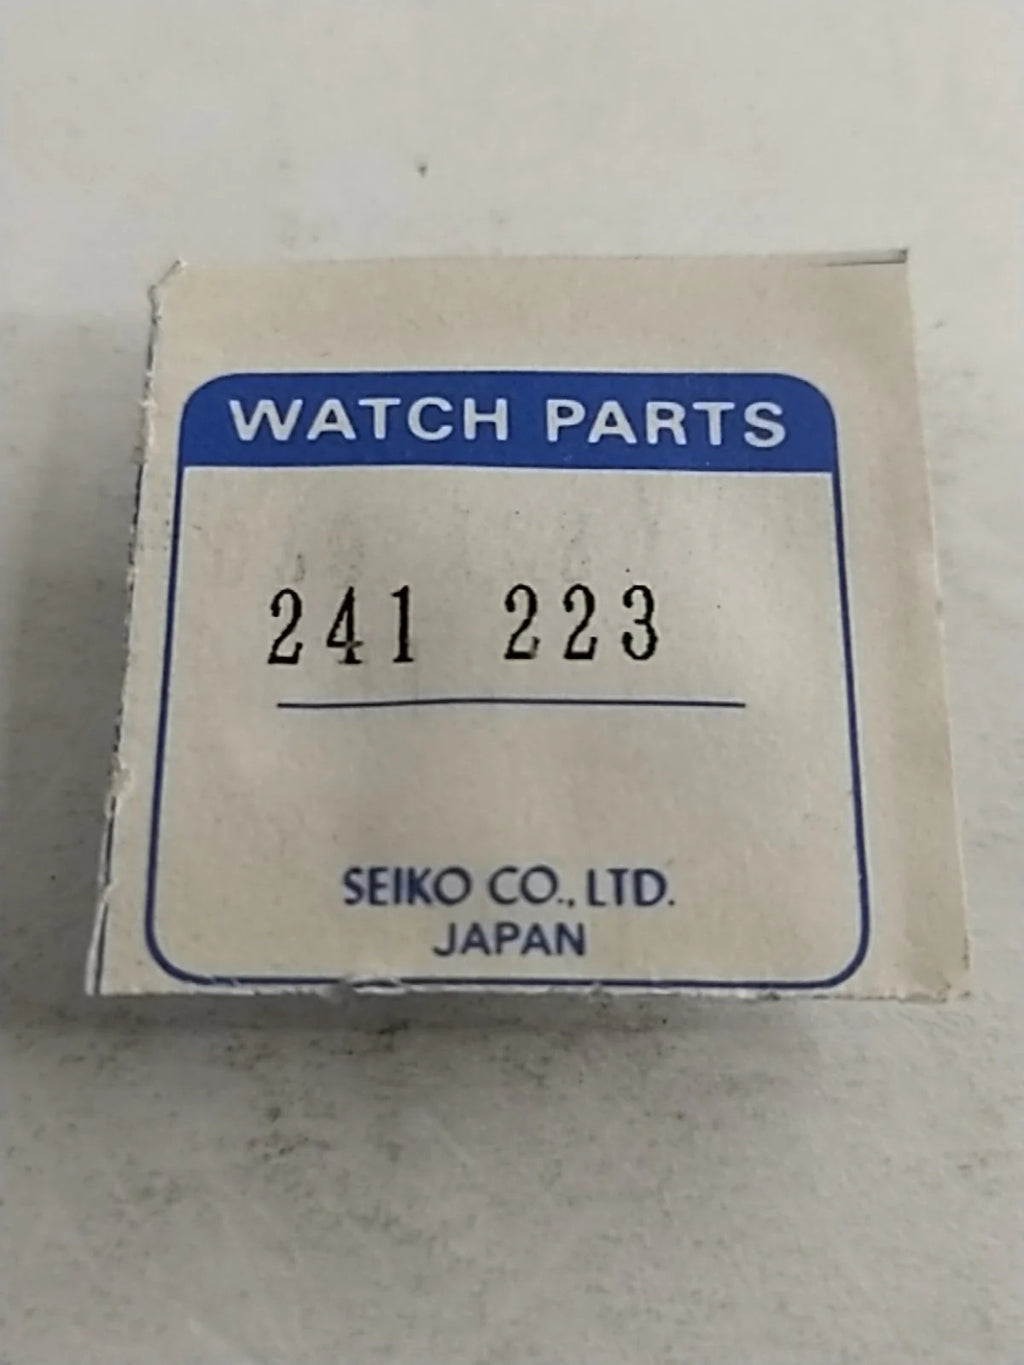 WATCH PARTS
241 223
SEIKO CO., LTD.
JAPAN